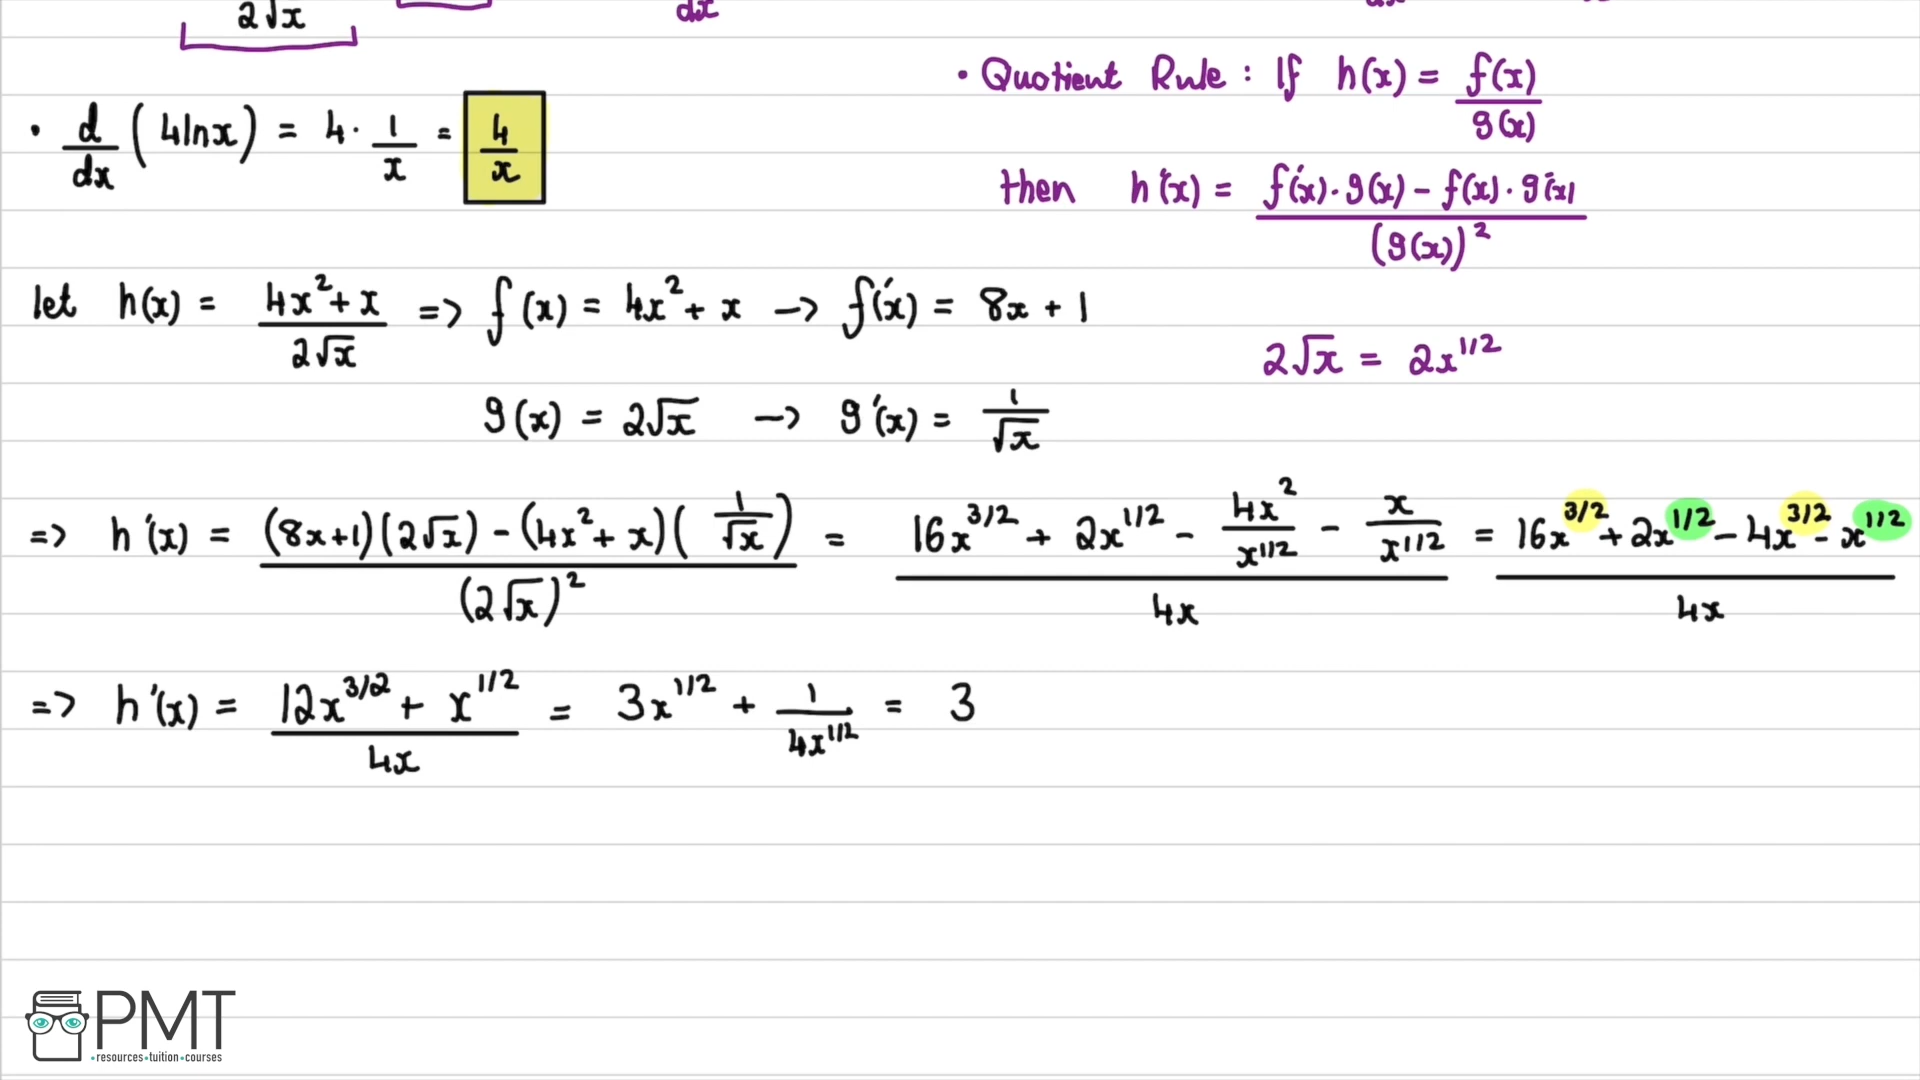 2√x
dx
• Quotient Rule : If h(x) = f(x)/g(x)
• d/dx (4lnx) = 4 · 1/x = 4/x
then h'(x) = (f'(x)·g(x) − f(x)·g'(x))/(g(x))²
let h(x) = (4x² + x)/(2√x) => f(x) = 4x² + x −> f'(x) = 8x + 1
2√x = 2x^1/2
g(x) = 2√x −> g'(x) = 1/√x
=> h'(x) = ((8x+1)(2√x) − (4x² + x)(1/√x))/(2√x)² = (16x^3/2 + 2x^1/2 − 4x²/x^1/2 − x/x^1/2)/4x = (16x^3/2 + 2x^1/2 − 4x^3/2 − x^1/2)/4x
=> h'(x) = (12x^3/2 + x^1/2)/4x = 3x^1/2 + 1/(4x^1/2) = 3
PMT
•resources•tuition•courses